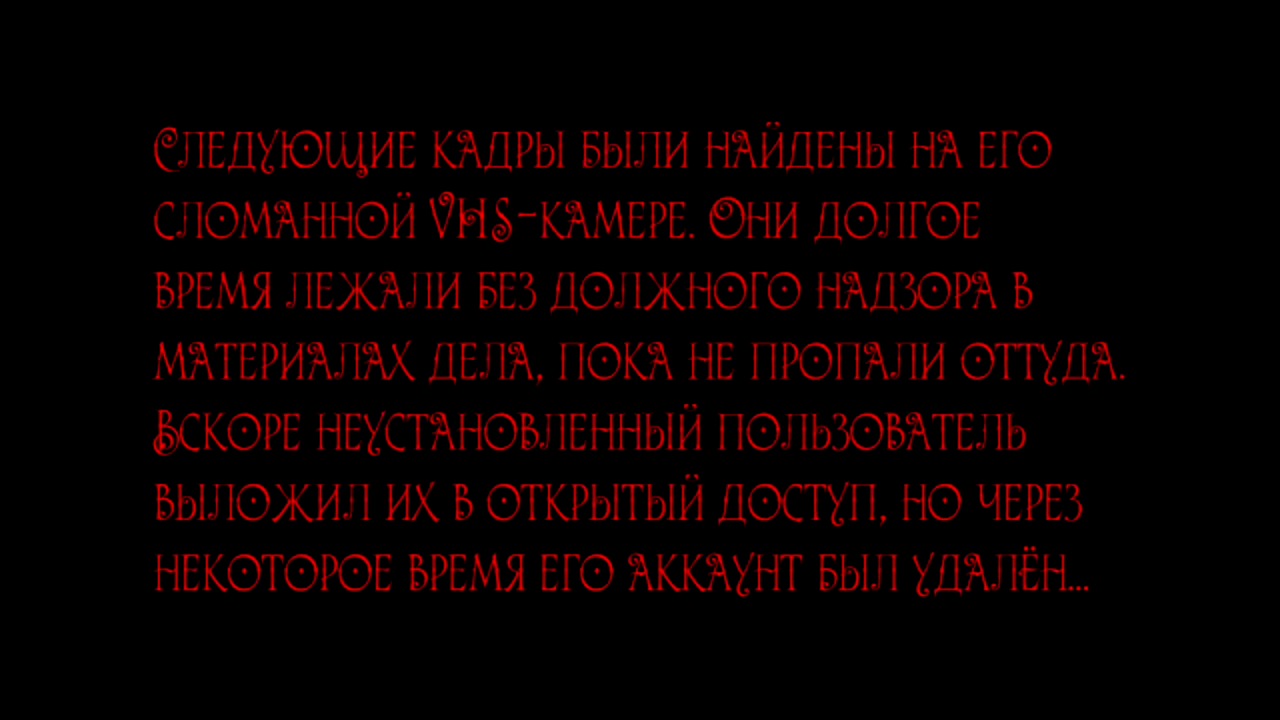 Следующие кадры были найдены на его
сломанной VHS-камере. Они долгое
время лежали без должного надзора в
материалах дела, пока не пропали оттуда.
Вскоре неустановленный пользователь
выложил их в открытый доступ, но через
некоторое время его аккаунт был удалён...